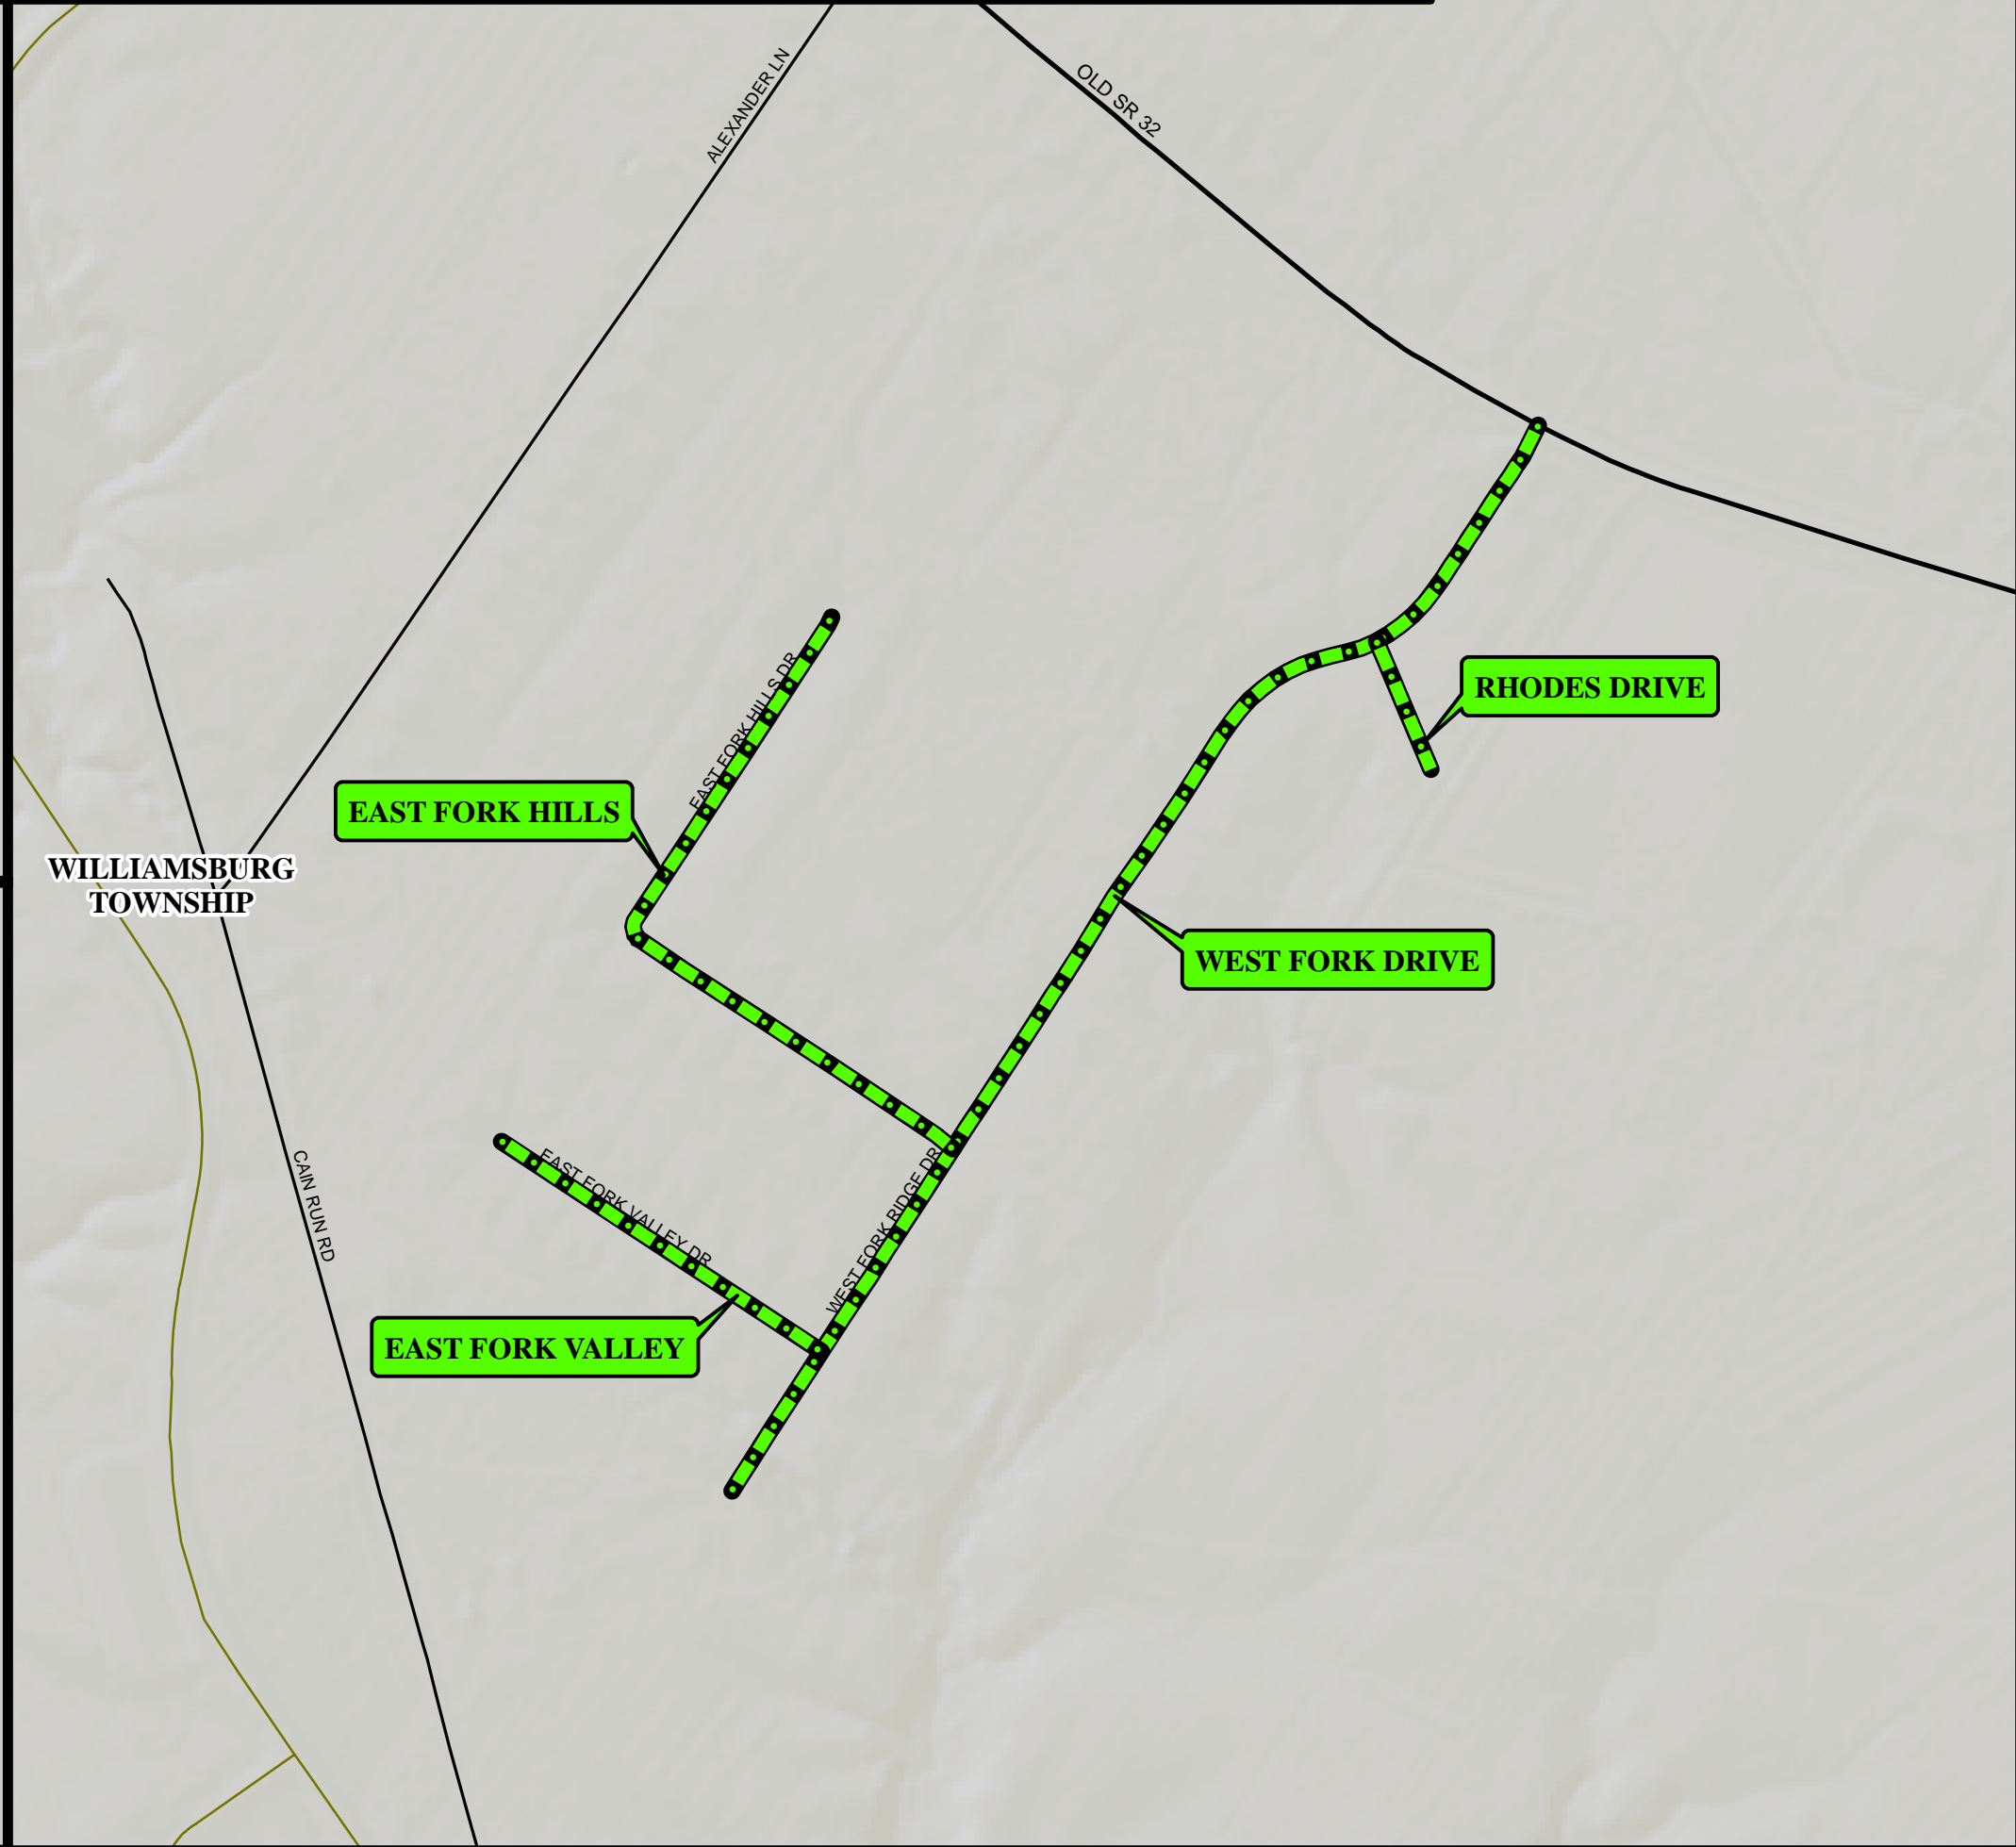 ALEXANDER LN
OLD SR 32
EAST FORK HILLS DR
RHODES DRIVE
EAST FORK HILLS
WILLIAMSBURG
TOWNSHIP
WEST FORK DRIVE
CAIN RUN RD
EAST FORK VALLEY DR
WEST FORK RIDGE DR
EAST FORK VALLEY